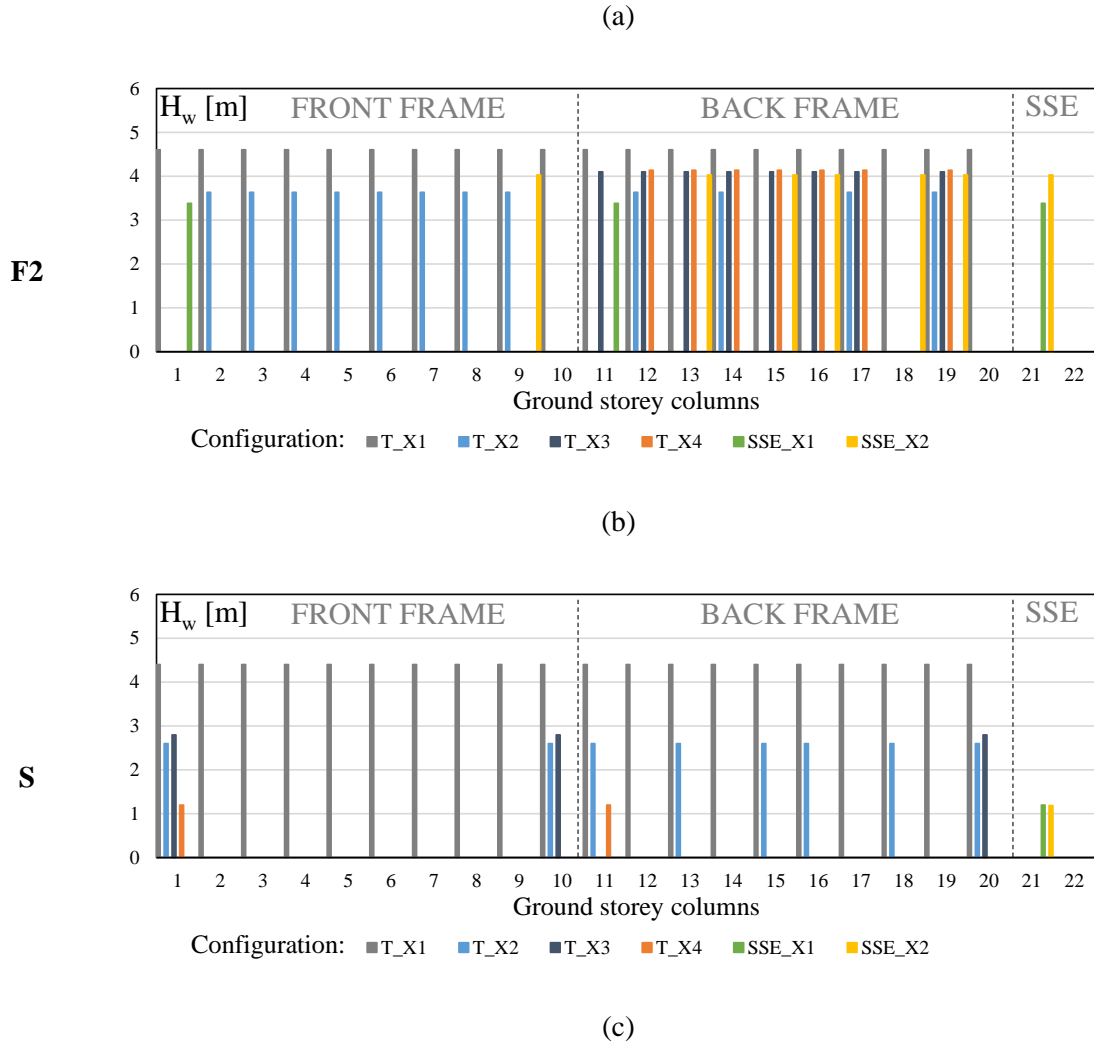 (a)
6
H_w [m] FRONT FRAME BACK FRAME SSE
5
4
3
F2
2
1
0
1 2 3 4 5 6 7 8 9 10 11 12 13 14 15 16 17 18 19 20 21 22
Ground storey columns
Configuration: T_X1 T_X2 T_X3 T_X4 SSE_X1 SSE_X2
(b)
6
H_w [m] FRONT FRAME BACK FRAME SSE
5
4
3
S
2
1
0
1 2 3 4 5 6 7 8 9 10 11 12 13 14 15 16 17 18 19 20 21 22
Ground storey columns
Configuration: T_X1 T_X2 T_X3 T_X4 SSE_X1 SSE_X2
(c)